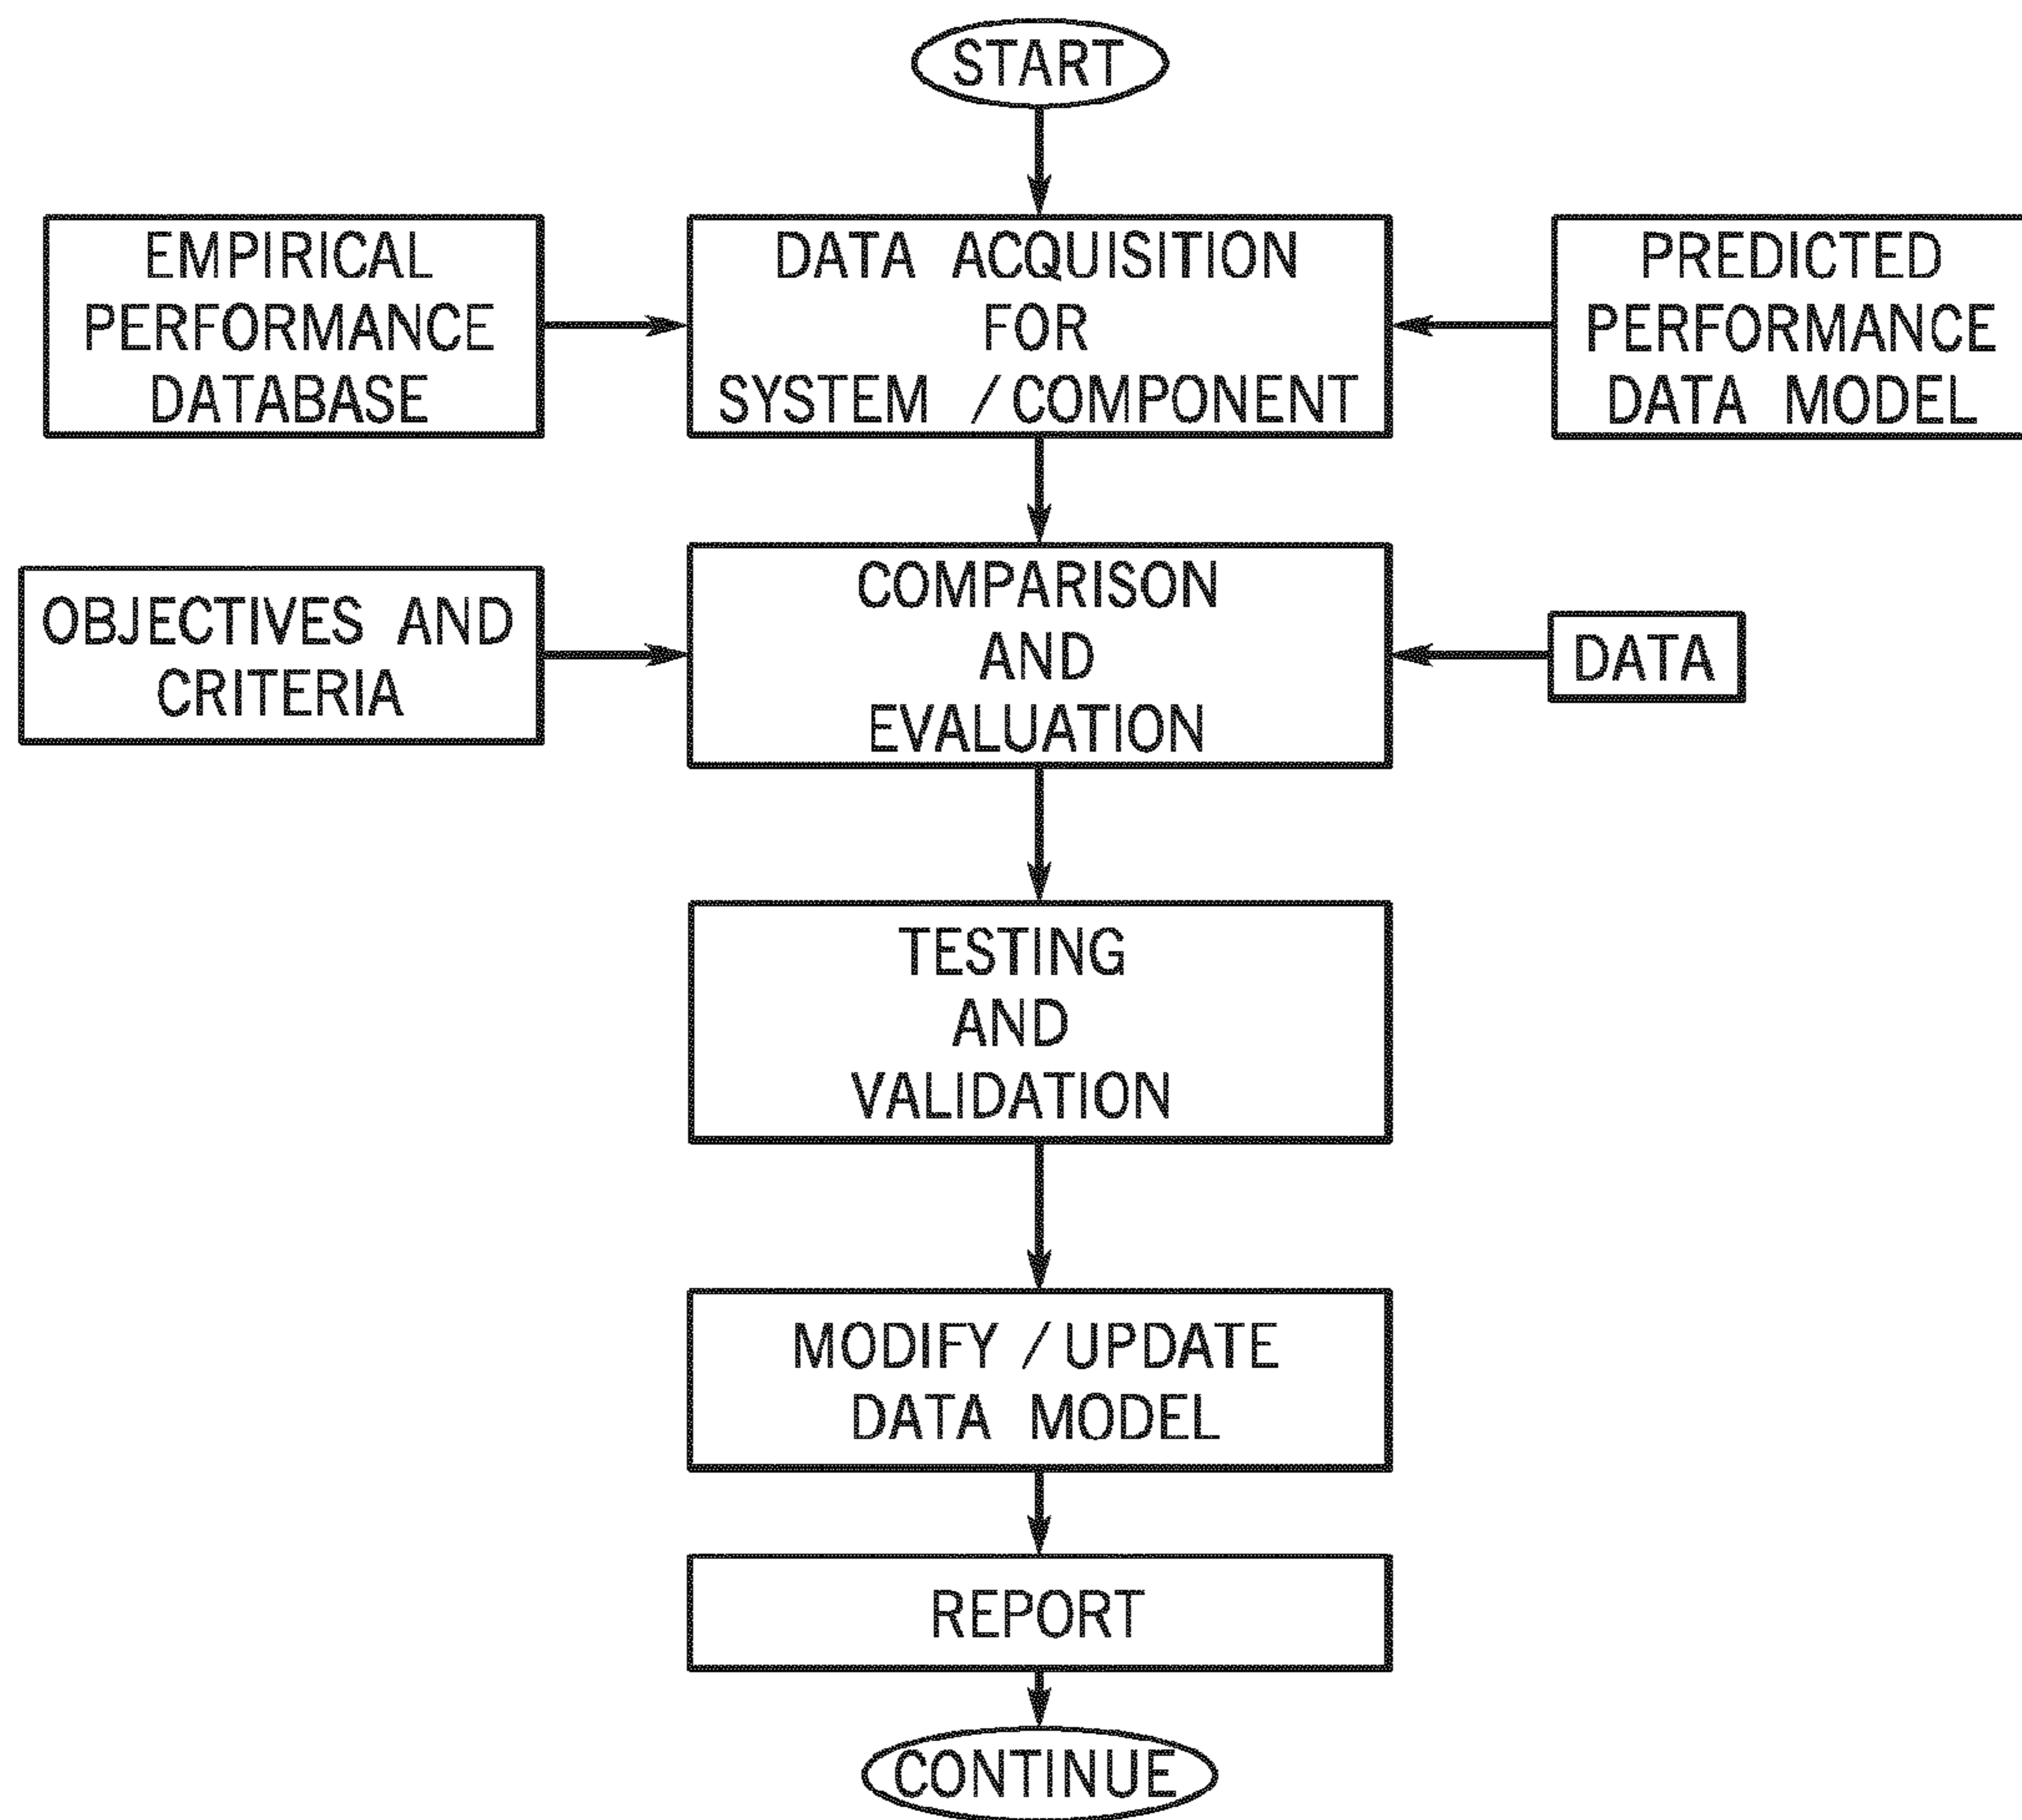 START
EMPIRICAL
PERFORMANCE
DATABASE
DATA ACQUISITION
FOR
SYSTEM / COMPONENT
PREDICTED
PERFORMANCE
DATA MODEL
OBJECTIVES AND
CRITERIA
COMPARISON
AND
EVALUATION
DATA
TESTING
AND
VALIDATION
MODIFY / UPDATE
DATA MODEL
REPORT
CONTINUE